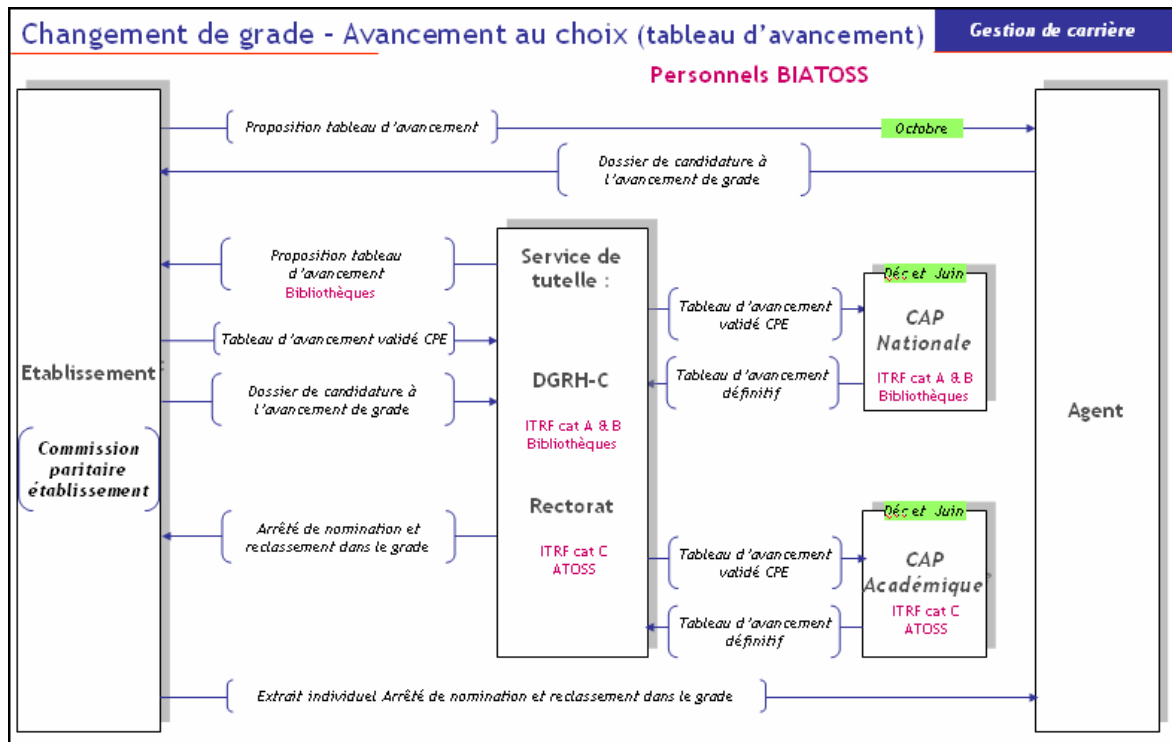 Changement de grade - Avancement au choix (tableau d'avancement)
Gestion de carrière
Personnels BIATOSS
Proposition tableau d'avancement
Octobre
Dossier de candidature à
l'avancement de grade
Proposition tableau
d'avancement
Bibliothèques
Tableau d'avancement validé CPE
Dossier de candidature à
l'avancement de grade
Etablissement
Commission
paritaire
établissement
Arrêté de nomination et
reclassement dans le grade
Service de
tutelle :
DGRH-C
ITRF cat A & B
Bibliothèques
Rectorat
ITRF cat C
ATOSS
Tableau d'avancement
validé CPE
Tableau d'avancement
définitif
Déc et Juin
CAP
Nationale
ITRF cat A & B
Bibliothèques
Agent
Tableau d'avancement
validé CPE
Tableau d'avancement
définitif
Déc et Juin
CAP
Académique
ITRF cat C
ATOSS
Extrait individuel Arrêté de nomination et reclassement dans le grade